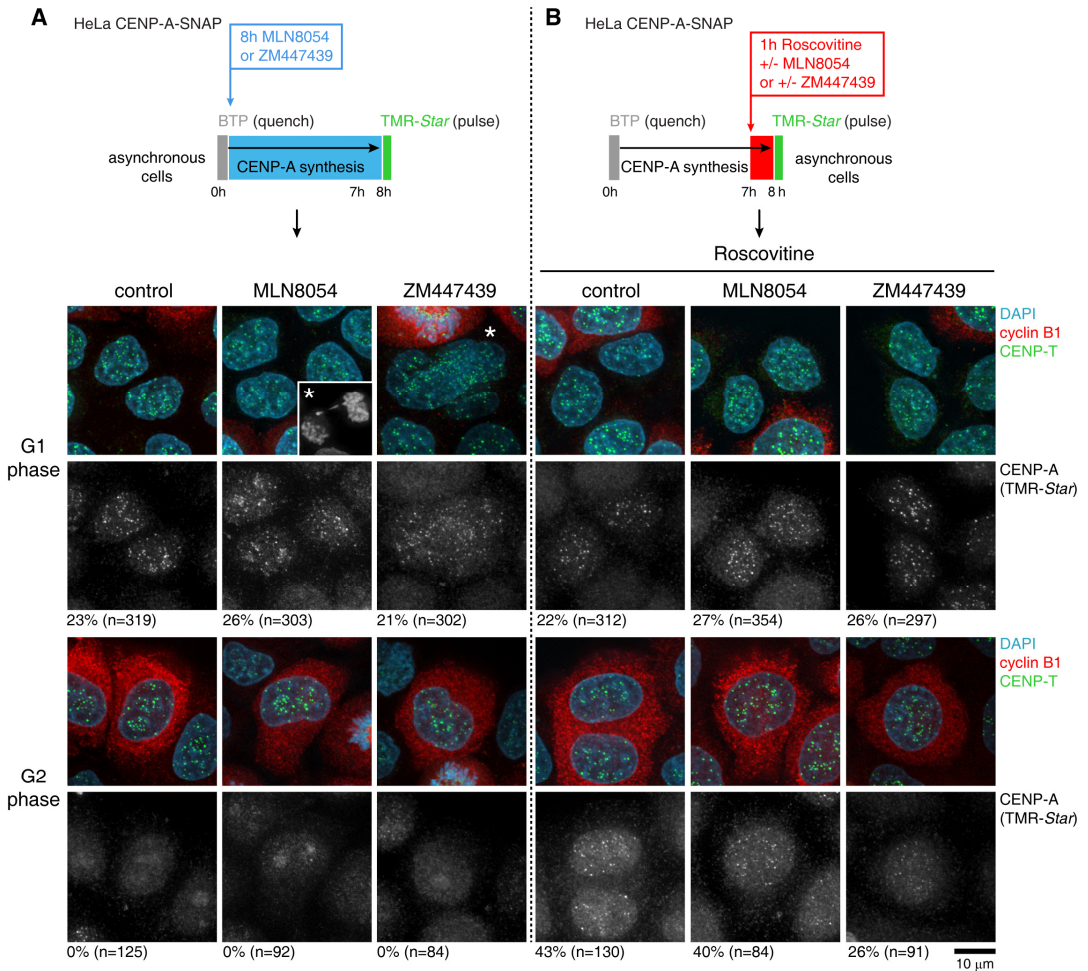 A
HeLa CENP-A-SNAP
8h MLN8054
or ZM447439
BTP (quench)
TMR-Star (pulse)
asynchronous
cells
CENP-A synthesis
0h
7h
8h
B
HeLa CENP-A-SNAP
1h Roscovitine
+/- MLN8054
or +/- ZM447439
BTP (quench)
TMR-Star (pulse)
CENP-A synthesis
asynchronous
cells
0h
7h
8 h
Roscovitine
control
MLN8054
ZM447439
control
MLN8054
ZM447439
G1
phase
*
*
DAPI
cyclin B1
CENP-T
CENP-A
(TMR-Star)
23% (n=319)
26% (n=303)
21% (n=302)
22% (n=312)
27% (n=354)
26% (n=297)
G2
phase
DAPI
cyclin B1
CENP-T
CENP-A
(TMR-Star)
0% (n=125)
0% (n=92)
0% (n=84)
43% (n=130)
40% (n=84)
26% (n=91)
10 µm